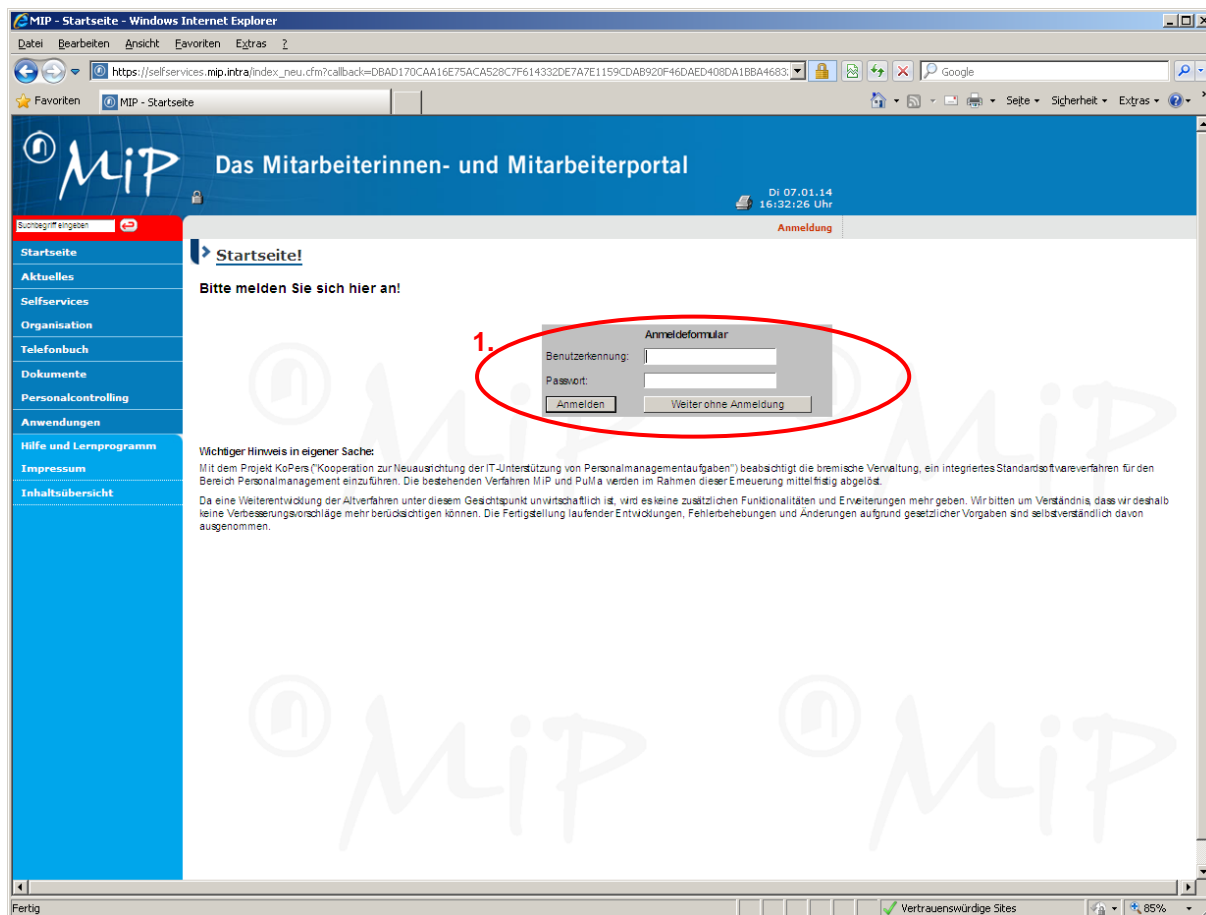 MIP - Startseite - Windows Internet Explorer
Datei Bearbeiten Ansicht Favoriten Extras ?
https://selfservices.mip.intra/index_neu.cfm?callback=DBAD170CAA16E75ACA528C7F614332DE7A7E1159CDAB920F46DAED408DA1BBA4683:
Google
Favoriten MIP - Startseite Seite Sicherheit Extras
MiP Das Mitarbeiterinnen- und Mitarbeiterportal
Di 07.01.14
16:32:26 Uhr
Suchbegriff eingeben
Anmeldung
Startseite
Aktuelles
Selfservices
Organisation
Telefonbuch
Dokumente
Personalcontrolling
Anwendungen
Hilfe und Lernprogramm
Impressum
Inhaltsübersicht
Startseite!
Bitte melden Sie sich hier an!
1.
Anmeldeformular
Benutzerkennung:
Passwort:
Anmelden Weiter ohne Anmeldung
Wichtiger Hinweis in eigener Sache:
Mit dem Projekt KoPers ("Kooperation zur Neuausrichtung der IT-Unterstützung von Personalmanagementaufgaben") beabsichtigt die bremische Verwaltung, ein integriertes Standardsoftwareverfahren für den
Bereich Personalmanagement einzuführen. Die bestehenden Verfahren MiP und PuMa werden im Rahmen dieser Erneuerung mittelfristig abgelöst.
Da eine Weiterentwicklung der Altverfahren unter diesem Gesichtspunkt unwirtschaftlich ist, wird es keine zusätzlichen Funktionalitäten und Erweiterungen mehr geben. Wir bitten um Verständnis, dass wir deshalb
keine Verbesserungsvorschläge mehr berücksichtigen können. Die Fertigstellung laufender Entwicklungen, Fehlerbehebungen und Änderungen aufgrund gesetzlicher Vorgaben sind selbstverständlich davon
ausgenommen.
MiP
MiP
MiP
MiP
Fertig
Vertrauenswürdige Sites
85%